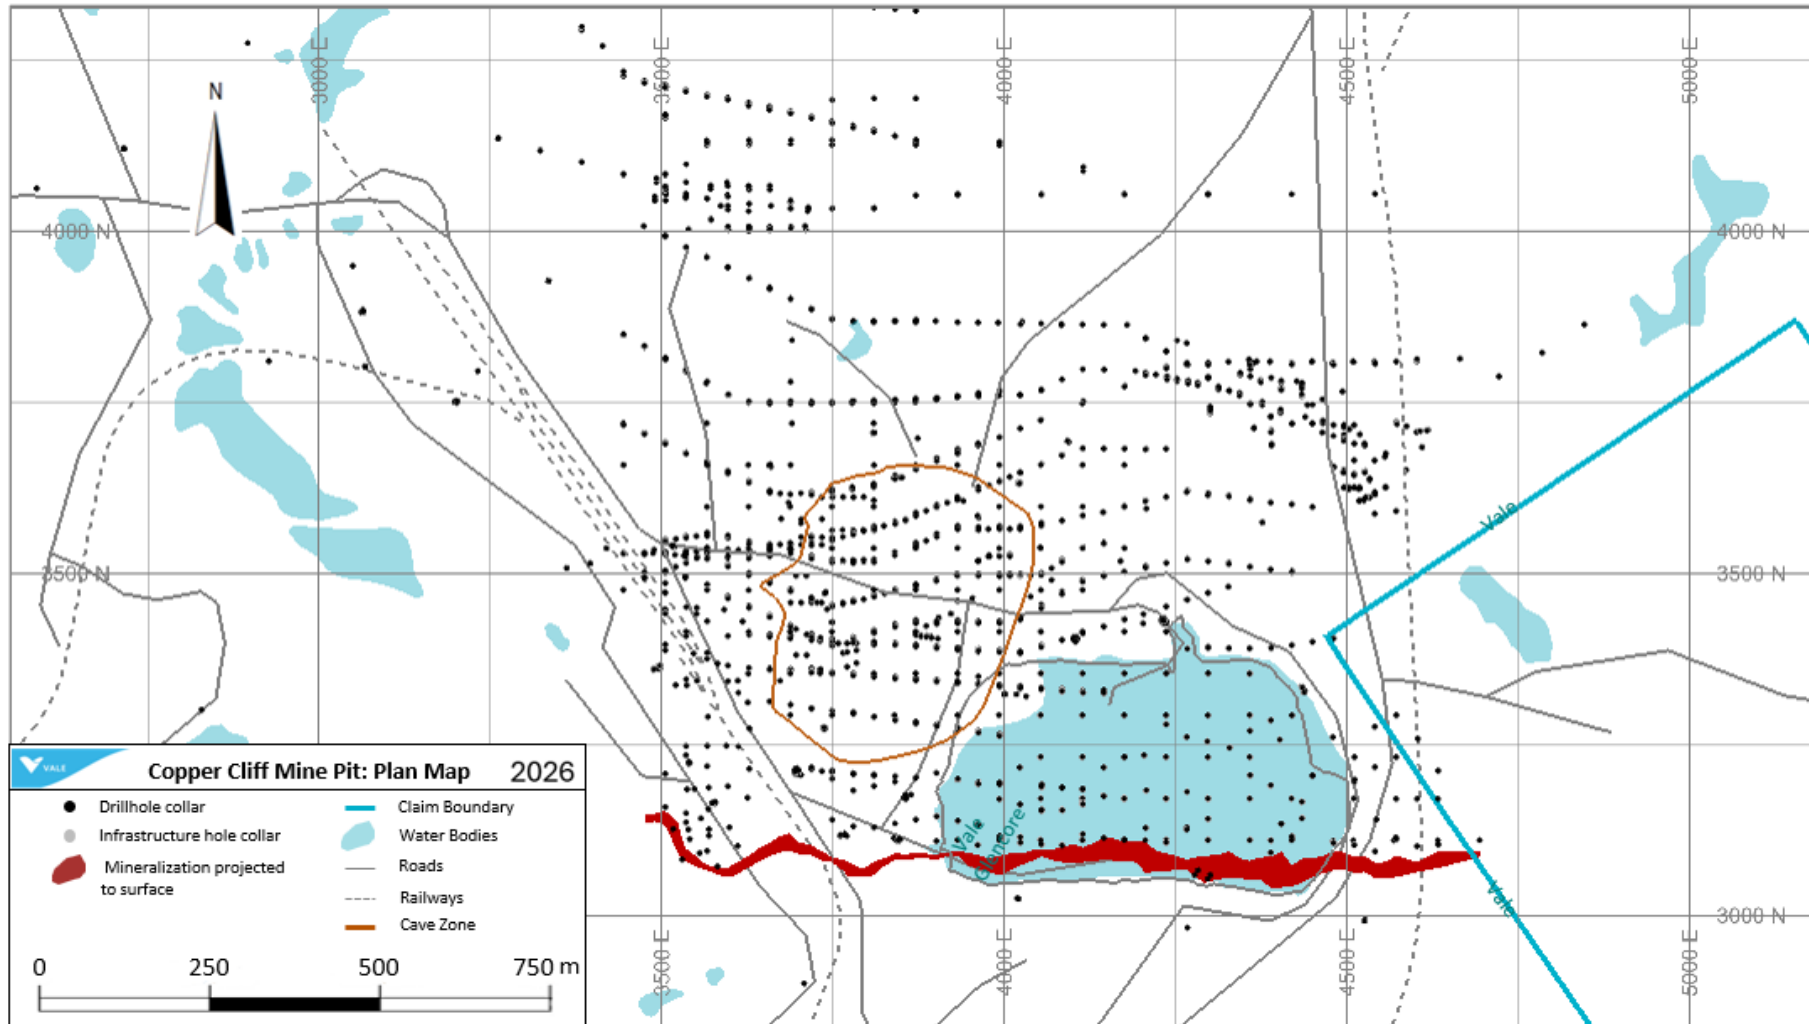 3000 E
3500 E
4000 E
4500 E
5000 E
N
4000 N
4000 N
3500 N
3500 N
Vale
Vale
Glencore
Vale
3000 N
VALE
Copper Cliff Mine Pit: Plan Map 2026
Drillhole collar
Claim Boundary
Infrastructure hole collar
Water Bodies
Mineralization projected
to surface
Roads
Railways
Cave Zone
0 250 500 750 m
3500 E
4000 E
4500 E
5000 E